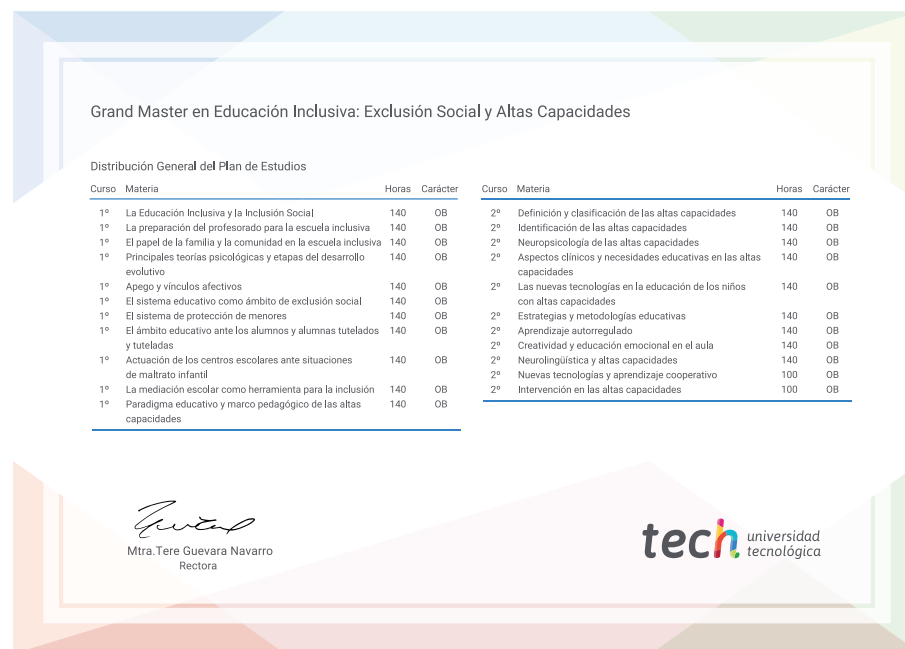 Grand Master en Educación Inclusiva: Exclusión Social y Altas Capacidades
Distribución General del Plan de Estudios
Curso Materia Horas Carácter
1º La Educación Inclusiva y la Inclusión Social 140 OB
1º La preparación del profesorado para la escuela inclusiva 140 OB
1º El papel de la familia y la comunidad en la escuela inclusiva 140 OB
1º Principales teorías psicológicas y etapas del desarrollo 140 OB
evolutivo
1º Apego y vínculos afectivos 140 OB
1º El sistema educativo como ámbito de exclusión social 140 OB
1º El sistema de protección de menores 140 OB
1º El ámbito educativo ante los alumnos y alumnas tutelados 140 OB
y tuteladas
1º Actuación de los centros escolares ante situaciones 140 OB
de maltrato infantil
1º La mediación escolar como herramienta para la inclusión 140 OB
1º Paradigma educativo y marco pedagógico de las altas 140 OB
capacidades
Curso Materia Horas Carácter
2º Definición y clasificación de las altas capacidades 140 OB
2º Identificación de las altas capacidades 140 OB
2º Neuropsicología de las altas capacidades 140 OB
2º Aspectos clínicos y necesidades educativas en las altas 140 OB
capacidades
2º Las nuevas tecnologías en la educación de los niños 140 OB
con altas capacidades
2º Estrategias y metodologías educativas 140 OB
2º Aprendizaje autorregulado 140 OB
2º Creatividad y educación emocional en el aula 140 OB
2º Neurolingüística y altas capacidades 140 OB
2º Nuevas tecnologías y aprendizaje cooperativo 100 OB
2º Intervención en las altas capacidades 100 OB
Mtra.Tere Guevara Navarro
Rectora
tech universidad
tecnológica